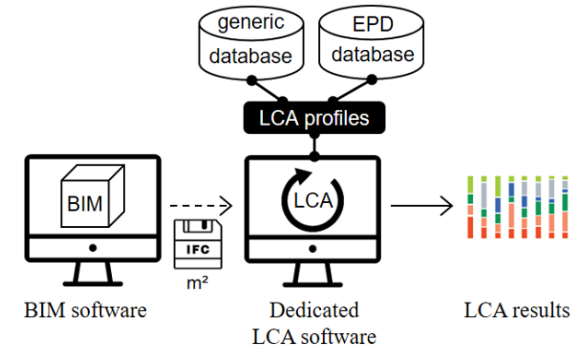 generic
database
EPD
database
LCA profiles
BIM
IFC
m²
LCA
BIM software
Dedicated
LCA software
LCA results